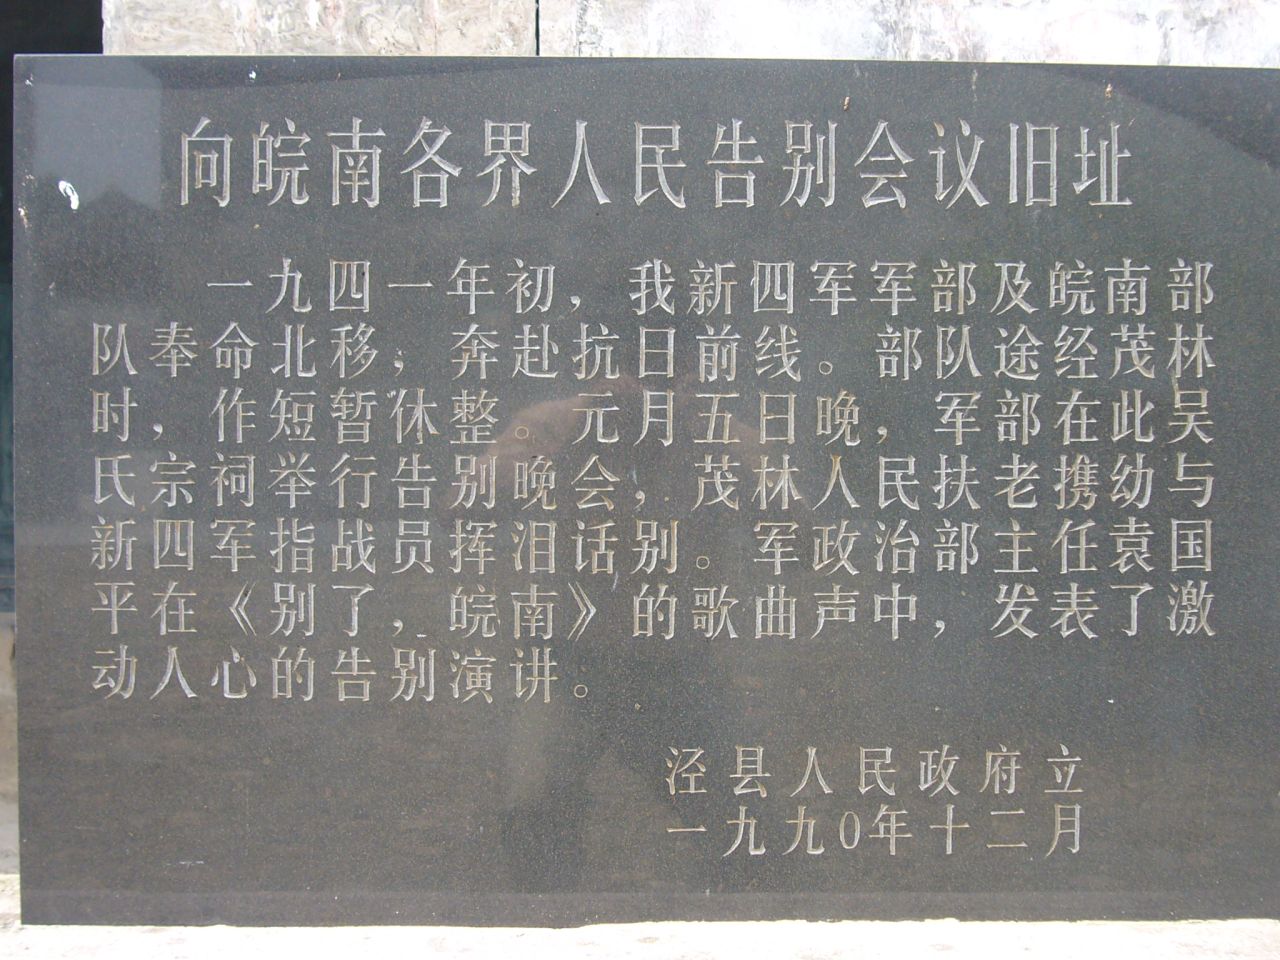 向皖南各界人民告别会议旧址
一九四一年初，我新四军军部及皖南部
队奉命北移，奔赴抗日前线。部队途经茂林
时，作短暂休整。元月五日晚，军部在此吴
氏宗祠举行告别晚会，茂林人民扶老携幼与
新四军指战员挥泪话别。军政治部主任袁国
平在《别了，皖南》的歌曲声中，发表了激
动人心的告别演讲。
泾县人民政府立
一九九0年十二月